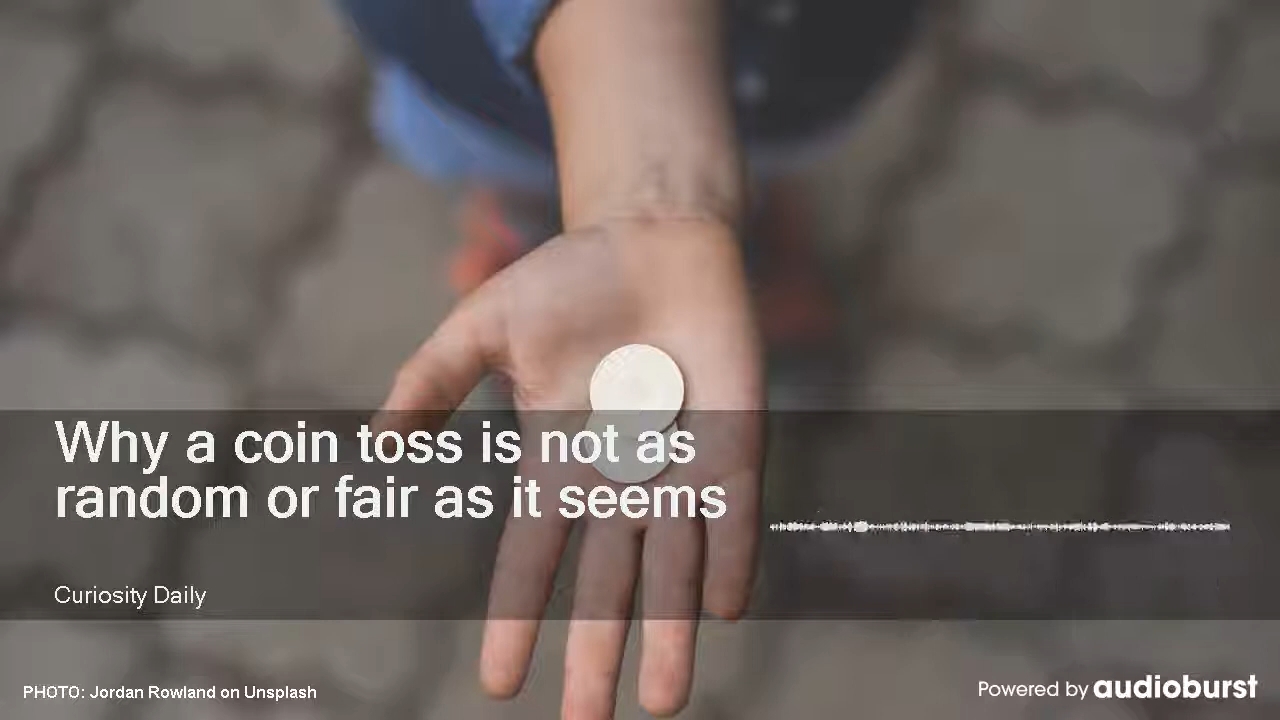 Why a coin toss is not as
random or fair as it seems
Curiosity Daily
PHOTO: Jordan Rowland on Unsplash
Powered by audioburst